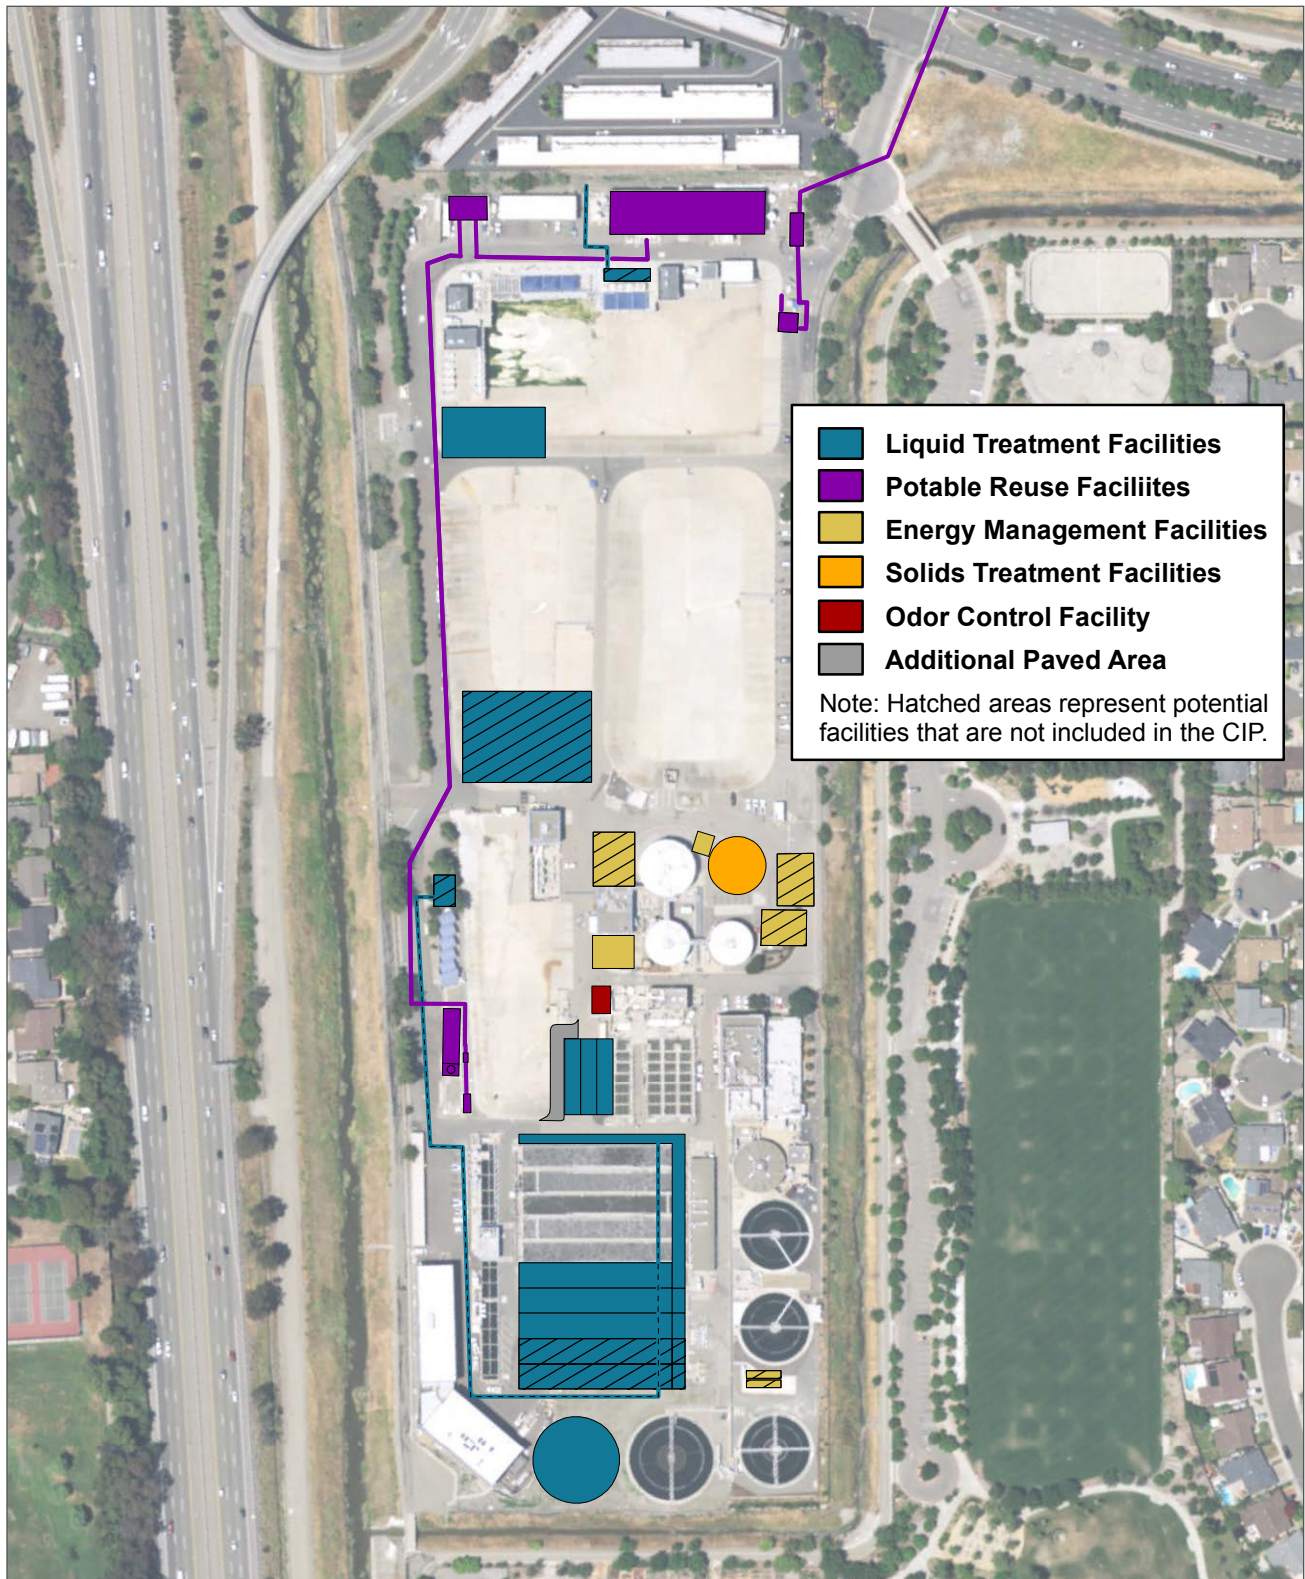 Liquid Treatment Facilities
Potable Reuse Faciliites
Energy Management Facilities
Solids Treatment Facilities
Odor Control Facility
Additional Paved Area
Note: Hatched areas represent potential
facilities that are not included in the CIP.